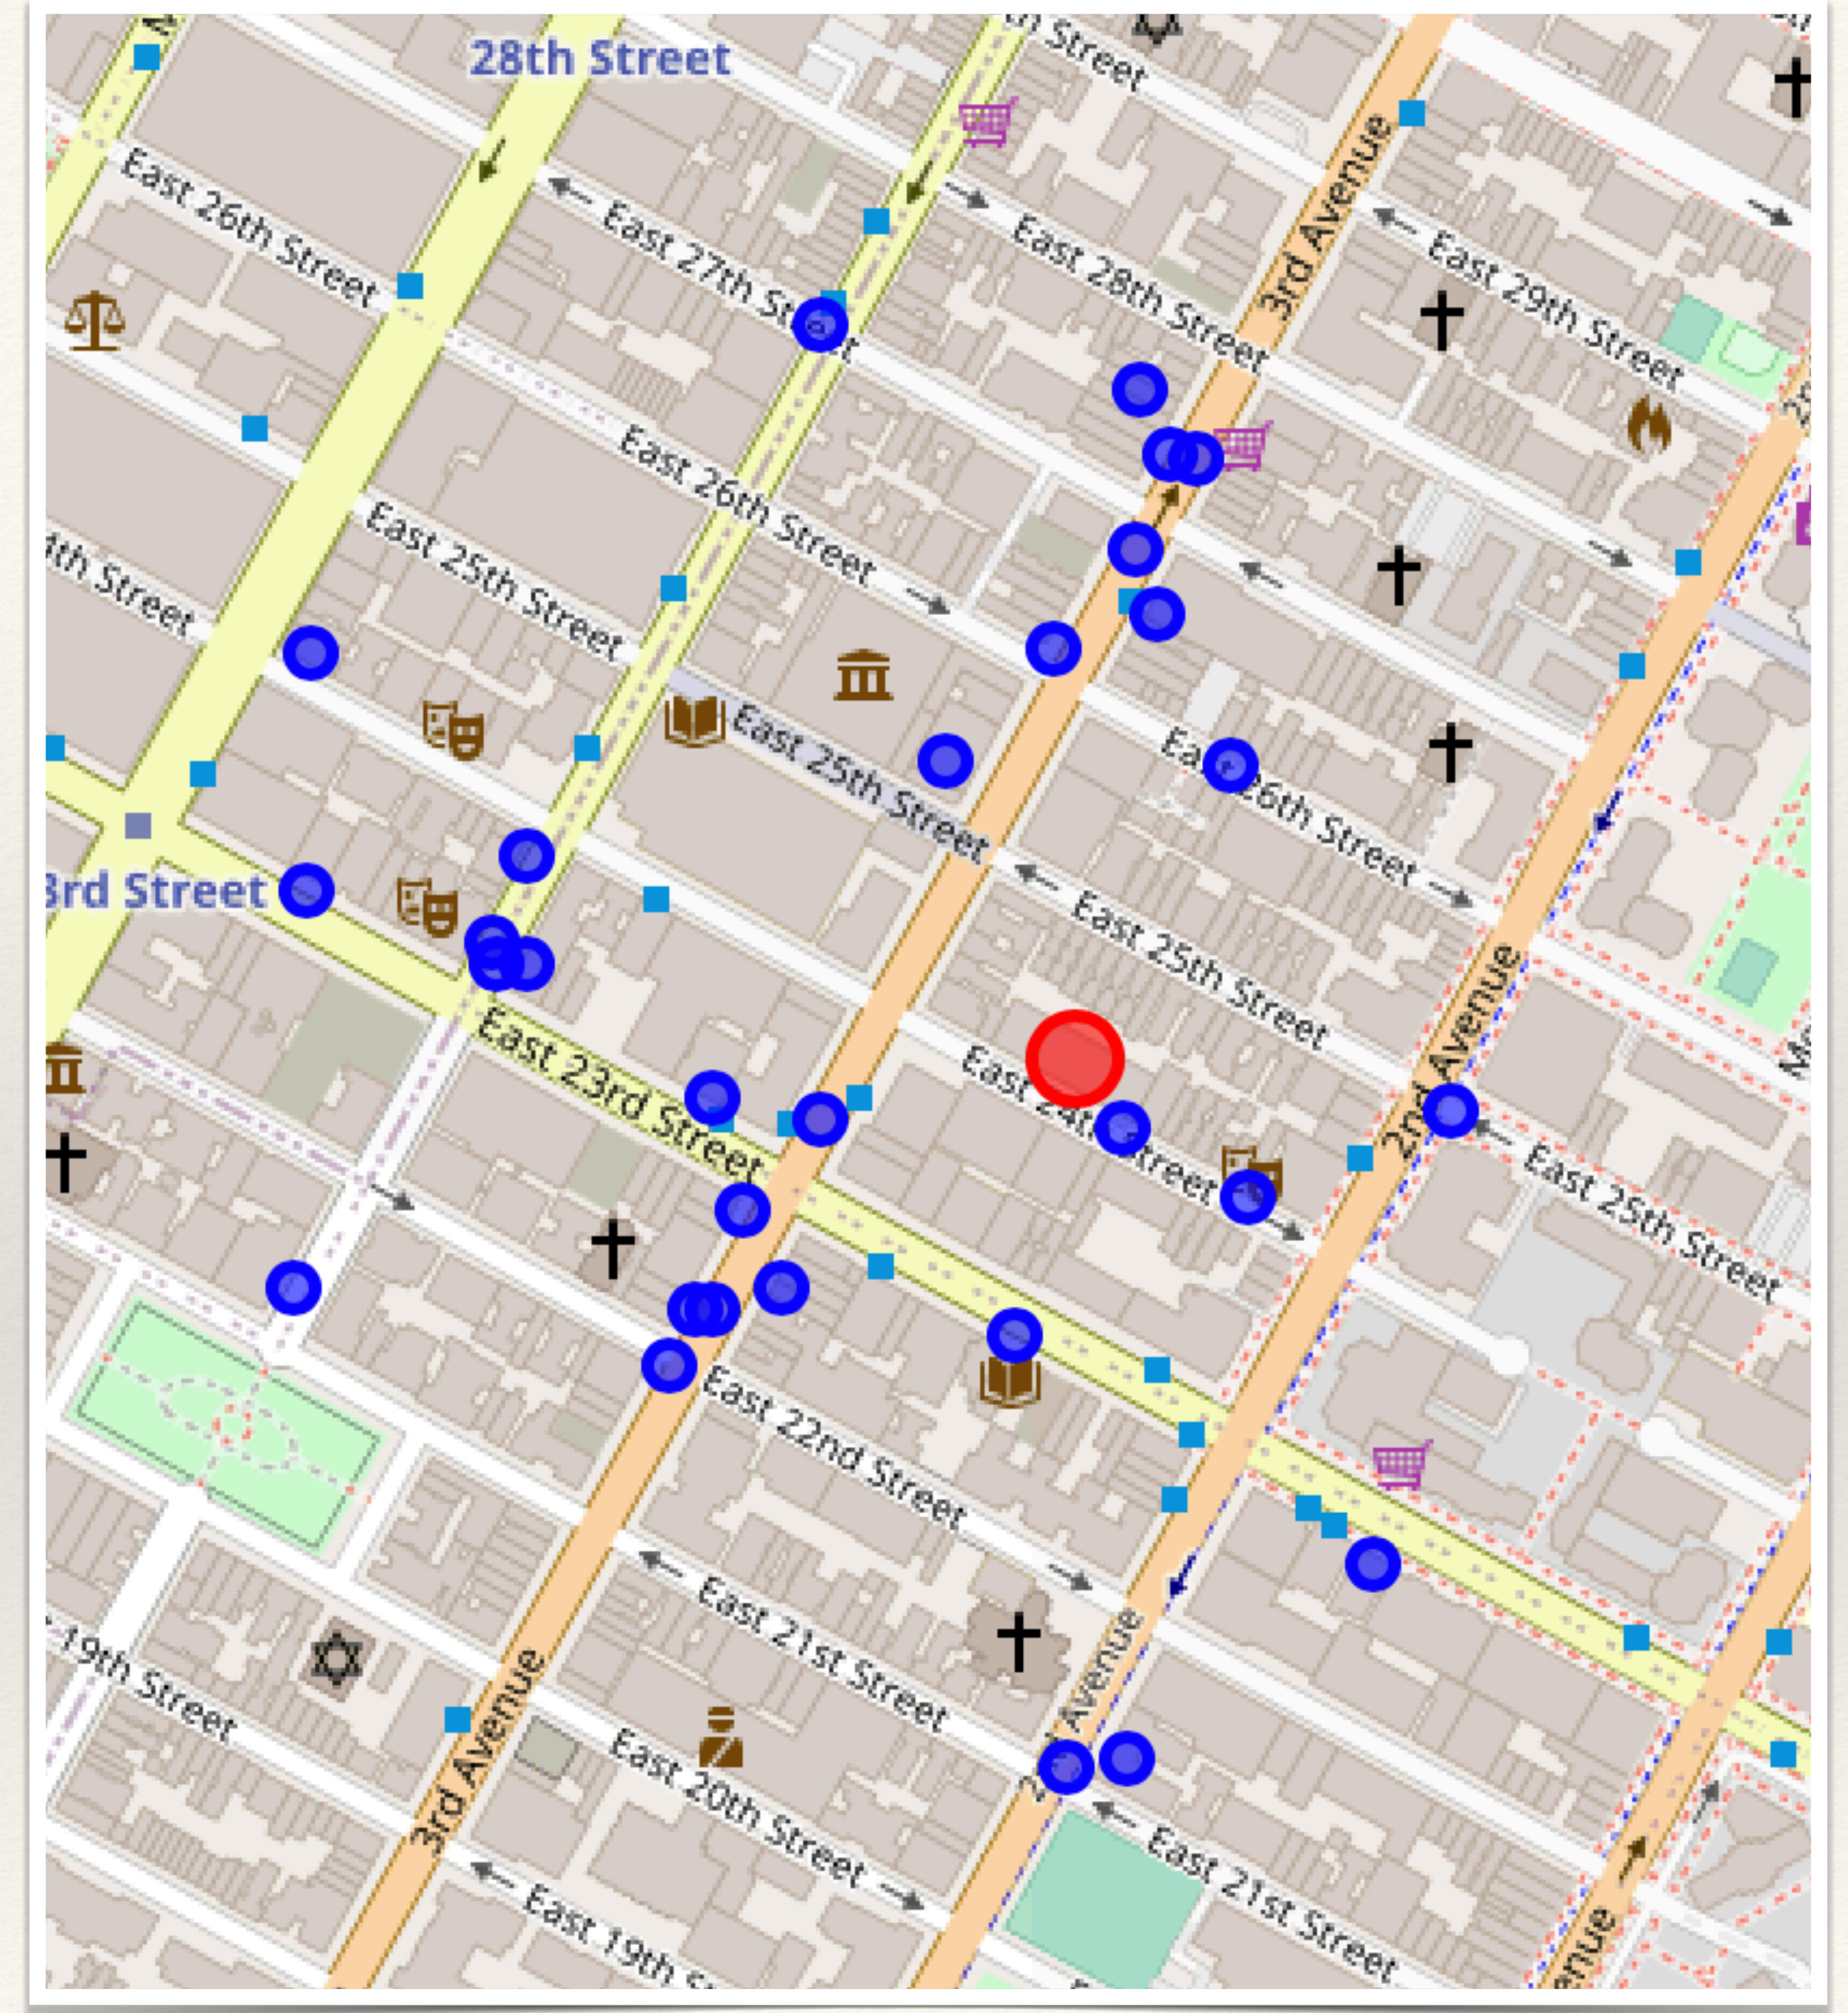 28th Street
th Street
3rd Avenue
East 26th Street
East 27th St
East 28th Street
East 29th Street
East 26th Street
East 25th Street
4th Street
East 25th Street
East 26th Street
3rd Street
East 25th Street
East 23rd Street
East 24th Street
2nd Avenue
East 25th Street
East 22nd Street
East 21st Street
Avenue
19th Street
3rd Avenue
East 20th Street
East 21st Street
East 19th S
enue